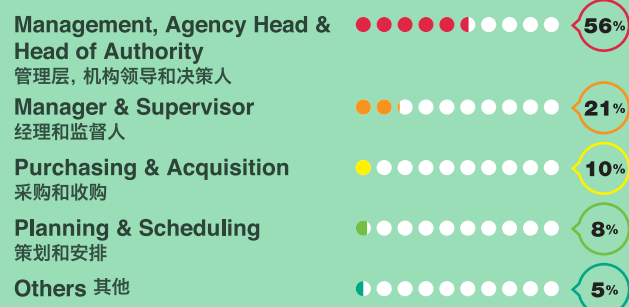 Management, Agency Head &
Head of Authority
管理层, 机构领导和决策人
56%
Manager & Supervisor
经理和监督人
21%
Purchasing & Acquisition
采购和收购
10%
Planning & Scheduling
策划和安排
8%
Others 其他
5%